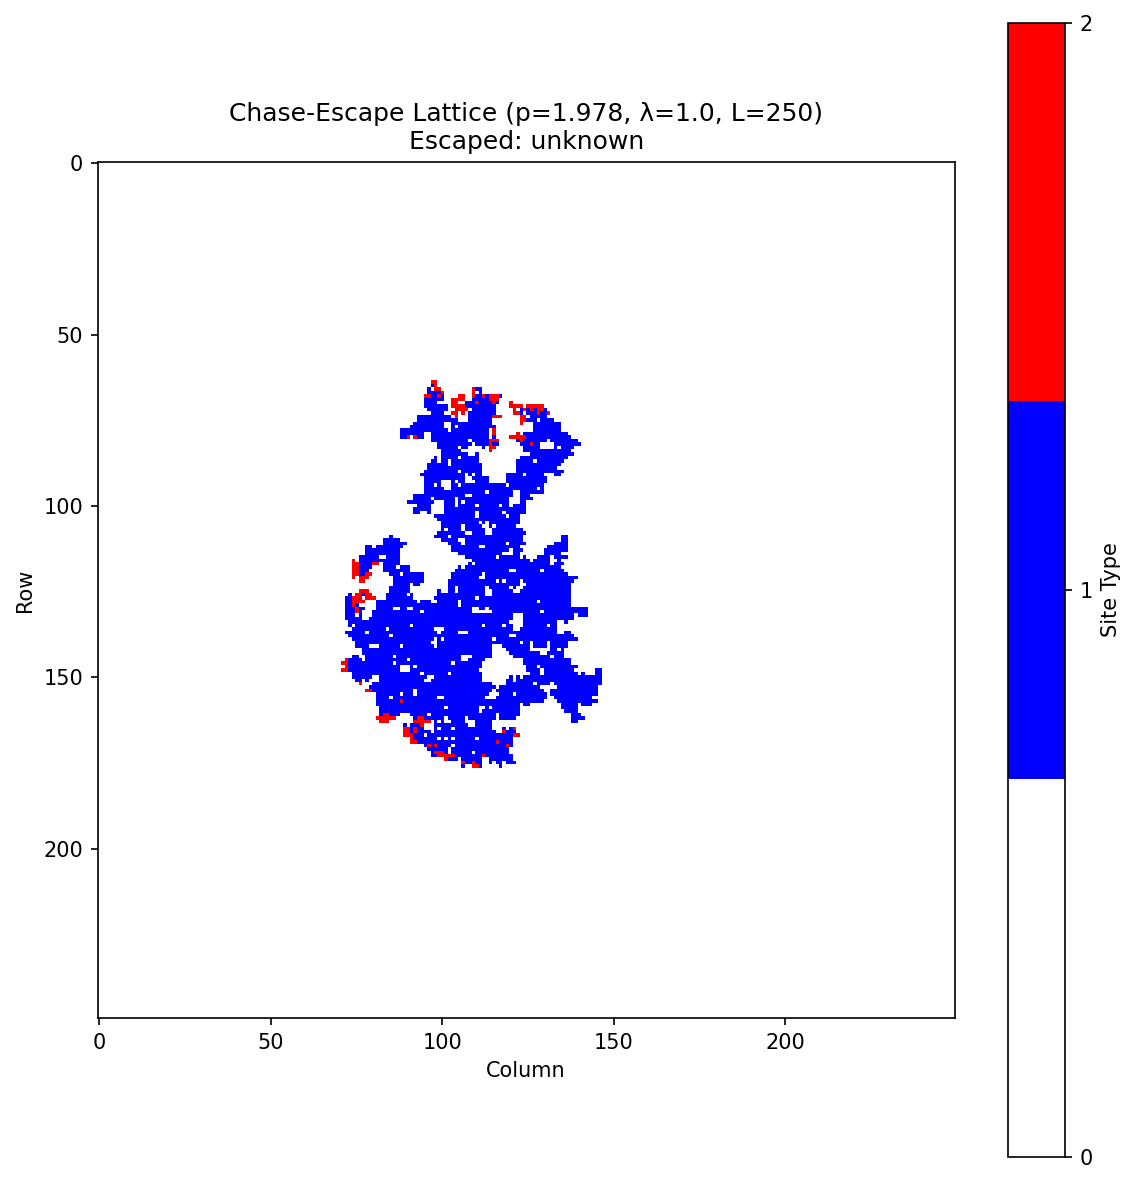 Chase-Escape Lattice (p=1.978, λ=1.0, L=250)
Escaped: unknown
0
50
100
150
200
Row
0
50
100
150
200
Column
2
1
0
Site Type